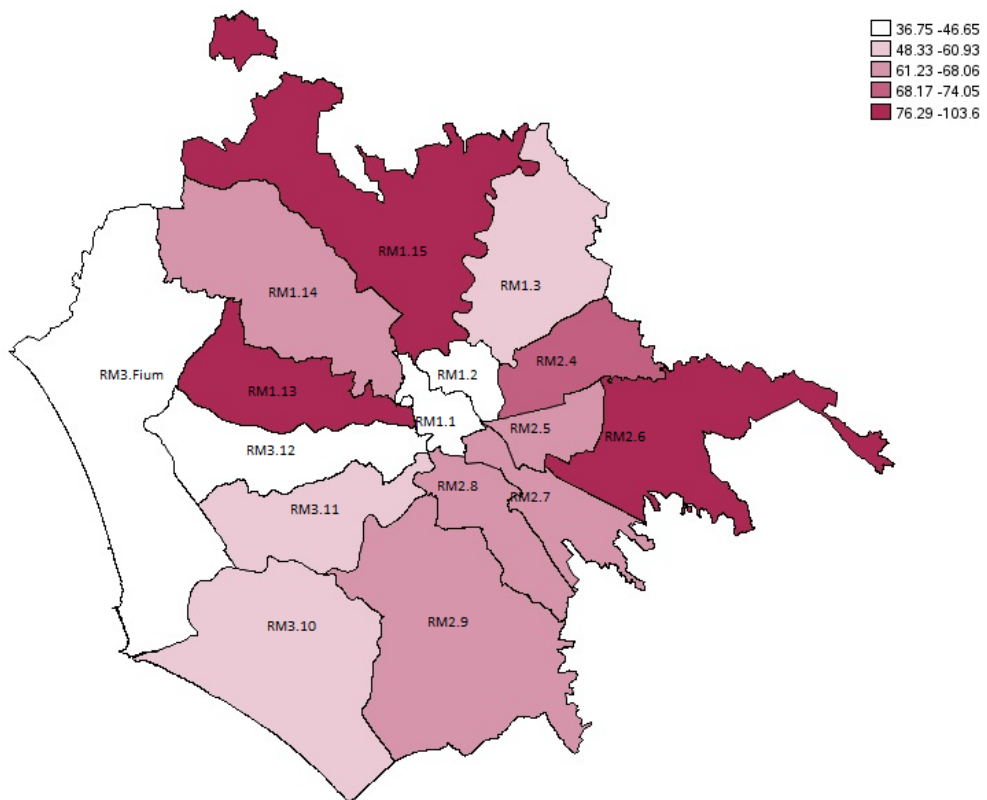 36.75 -46.65
48.33 -60.93
61.23 -68.06
68.17 -74.05
76.29 -103.6
RM1.15
RM1.3
RM1.14
RM2.4
RM3.Fium
RM1.2
RM1.13
RM1.1
RM2.5
RM2.6
RM3.12
RM2.8
RM2.7
RM3.11
RM2.9
RM3.10